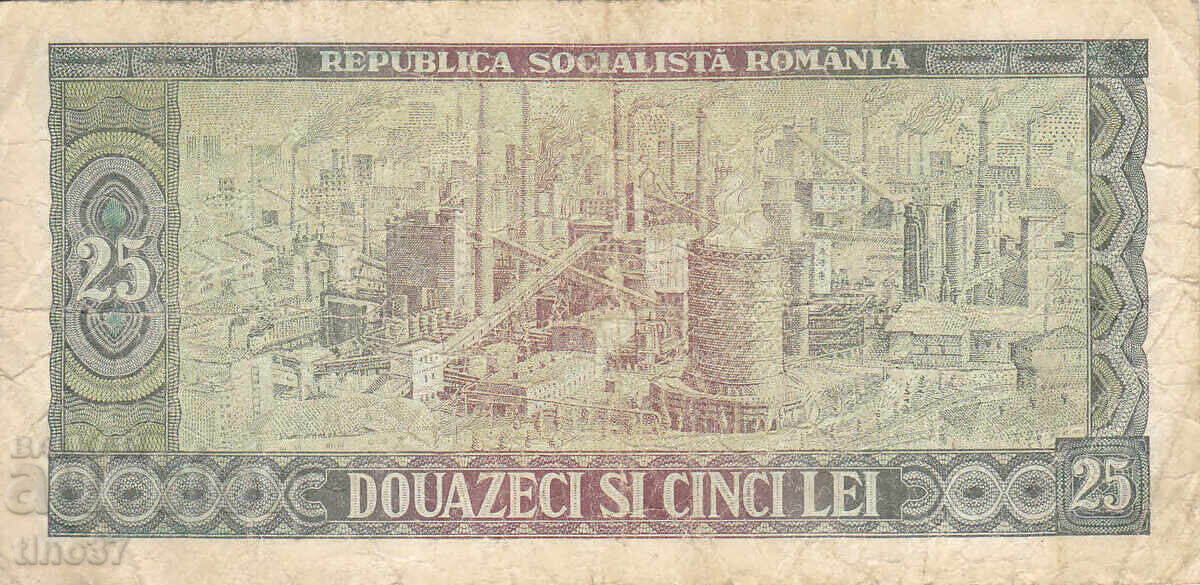 REPUBLICA SOCIALISTĂ ROMÂNIA
25
DOUAZECI SI CINCI LEI
25
tino37